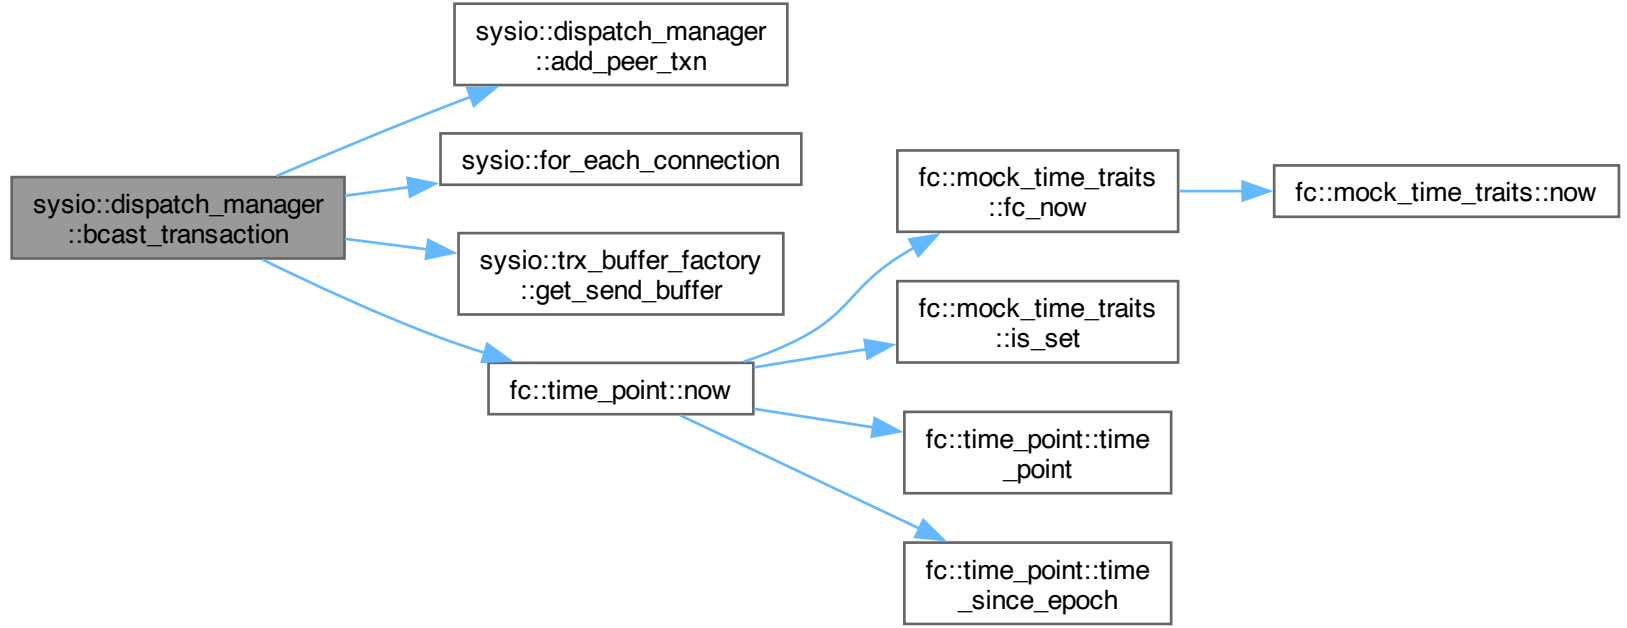 sysio::dispatch_manager
::bcast_transaction
sysio::dispatch_manager
::add_peer_txn
sysio::for_each_connection
sysio::trx_buffer_factory
::get_send_buffer
fc::time_point::now
fc::mock_time_traits
::fc_now
fc::mock_time_traits::now
fc::mock_time_traits
::is_set
fc::time_point::time
_point
fc::time_point::time
_since_epoch